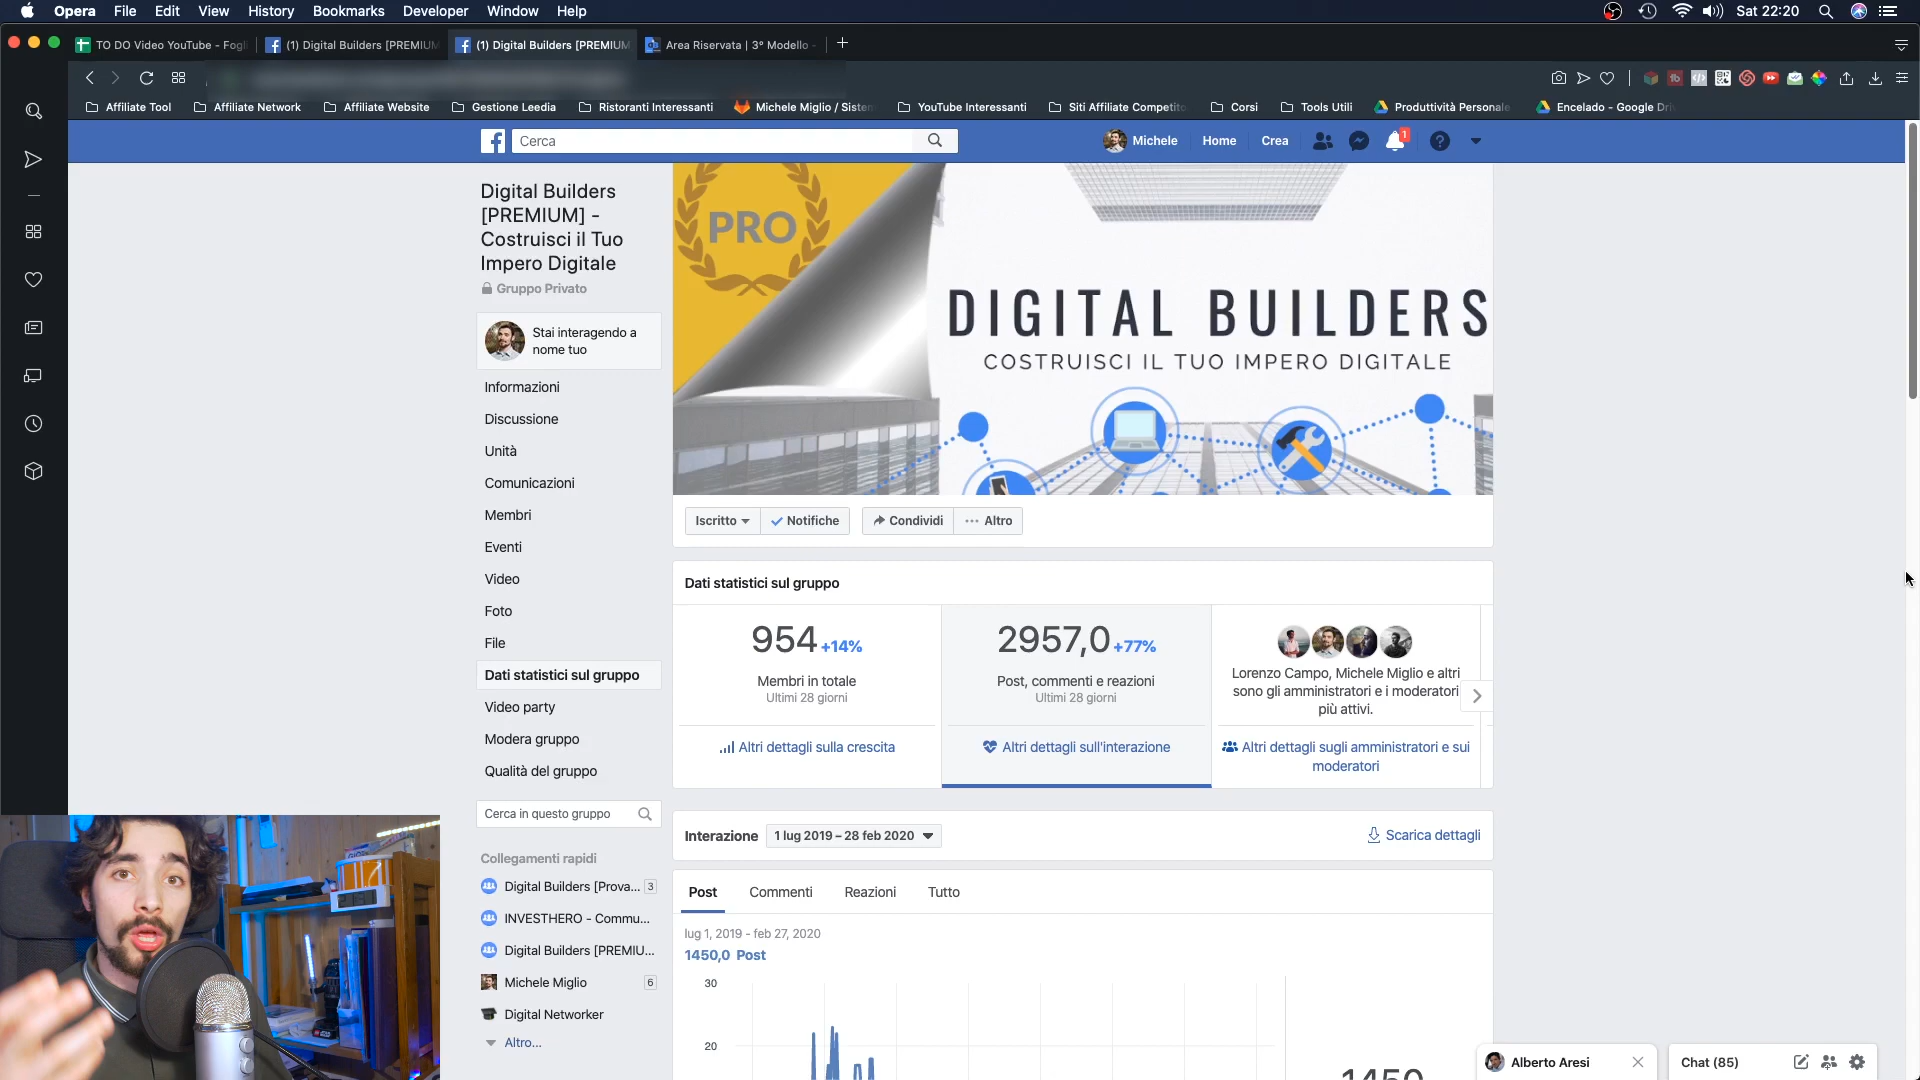 Opera File Edit View History Bookmarks Developer Window Help
Sat 22:20
TO DO Video YouTube - Fogli
(1) Digital Builders [PREMIUM
(1) Digital Builders [PREMIUM
Area Riservata | 3° Modello -
Affiliate Tool
Affiliate Network
Affiliate Website
Gestione Leedia
Ristoranti Interessanti
Michele Miglio / Sistem
YouTube Interessanti
Siti Affiliate Competito
Corsi
Tools Utili
Produttività Personale
Encelado - Google Dri
Cerca
Michele
Home
Crea
1
Digital Builders
[PREMIUM] -
Costruisci il Tuo
Impero Digitale
Gruppo Privato
Stai interagendo a
nome tuo
Informazioni
Discussione
Unità
Comunicazioni
Membri
Eventi
Video
Foto
File
Dati statistici sul gruppo
Video party
Modera gruppo
Qualità del gruppo
Cerca in questo gruppo
Collegamenti rapidi
Digital Builders [Prova... 3
INVESTHERO - Commu...
Digital Builders [PREMIU...
Michele Miglio 6
Digital Networker
Altro...
PRO
DIGITAL BUILDERS
COSTRUISCI IL TUO IMPERO DIGITALE
Iscritto
Notifiche
Condividi
Altro
Dati statistici sul gruppo
954 +14%
Membri in totale
Ultimi 28 giorni
Altri dettagli sulla crescita
2957,0 +77%
Post, commenti e reazioni
Ultimi 28 giorni
Altri dettagli sull'interazione
Lorenzo Campo, Michele Miglio e altri
sono gli amministratori e i moderatori
più attivi.
Altri dettagli sugli amministratori e sui
moderatori
Interazione
1 lug 2019 – 28 feb 2020
Scarica dettagli
Post
Commenti
Reazioni
Tutto
lug 1, 2019 - feb 27, 2020
1450,0 Post
30
20
1450
Alberto Aresi
Chat (85)